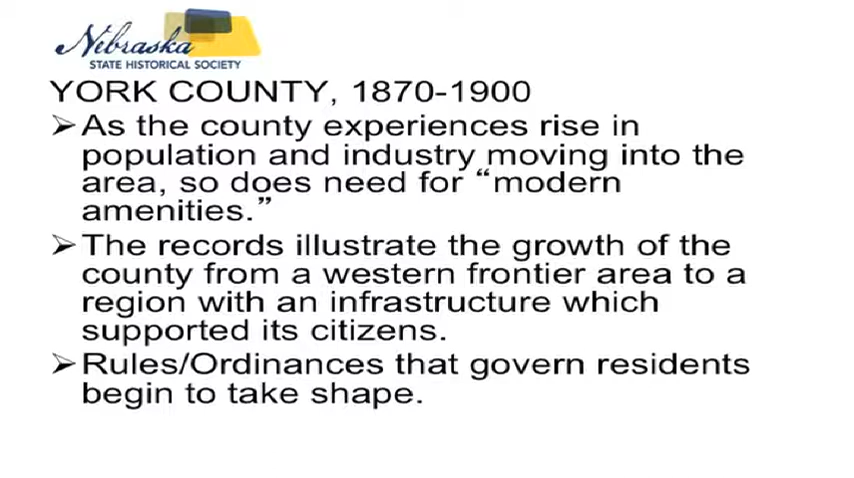 Nebraska
STATE HISTORICAL SOCIETY
YORK COUNTY, 1870-1900
➢As the county experiences rise in
population and industry moving into the
area, so does need for “modern
amenities.”
➢The records illustrate the growth of the
county from a western frontier area to a
region with an infrastructure which
supported its citizens.
➢Rules/Ordinances that govern residents
begin to take shape.